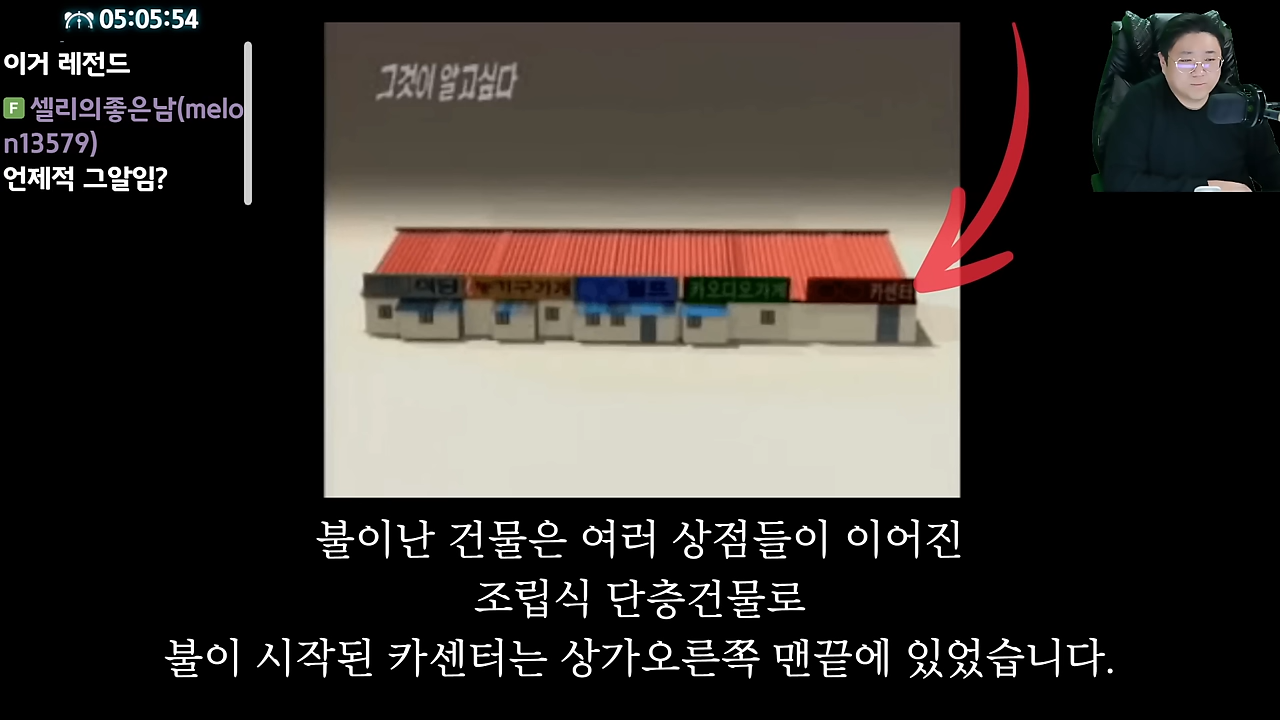 05:05:54
이거 레전드
F 셀리의좋은남(melo
n13579)
언제적 그알임?
그것이 알고싶다
카오디오가게
카센터
불이난 건물은 여러 상점들이 이어진
조립식 단층건물로
불이 시작된 카센터는 상가오른쪽 맨끝에 있었습니다.